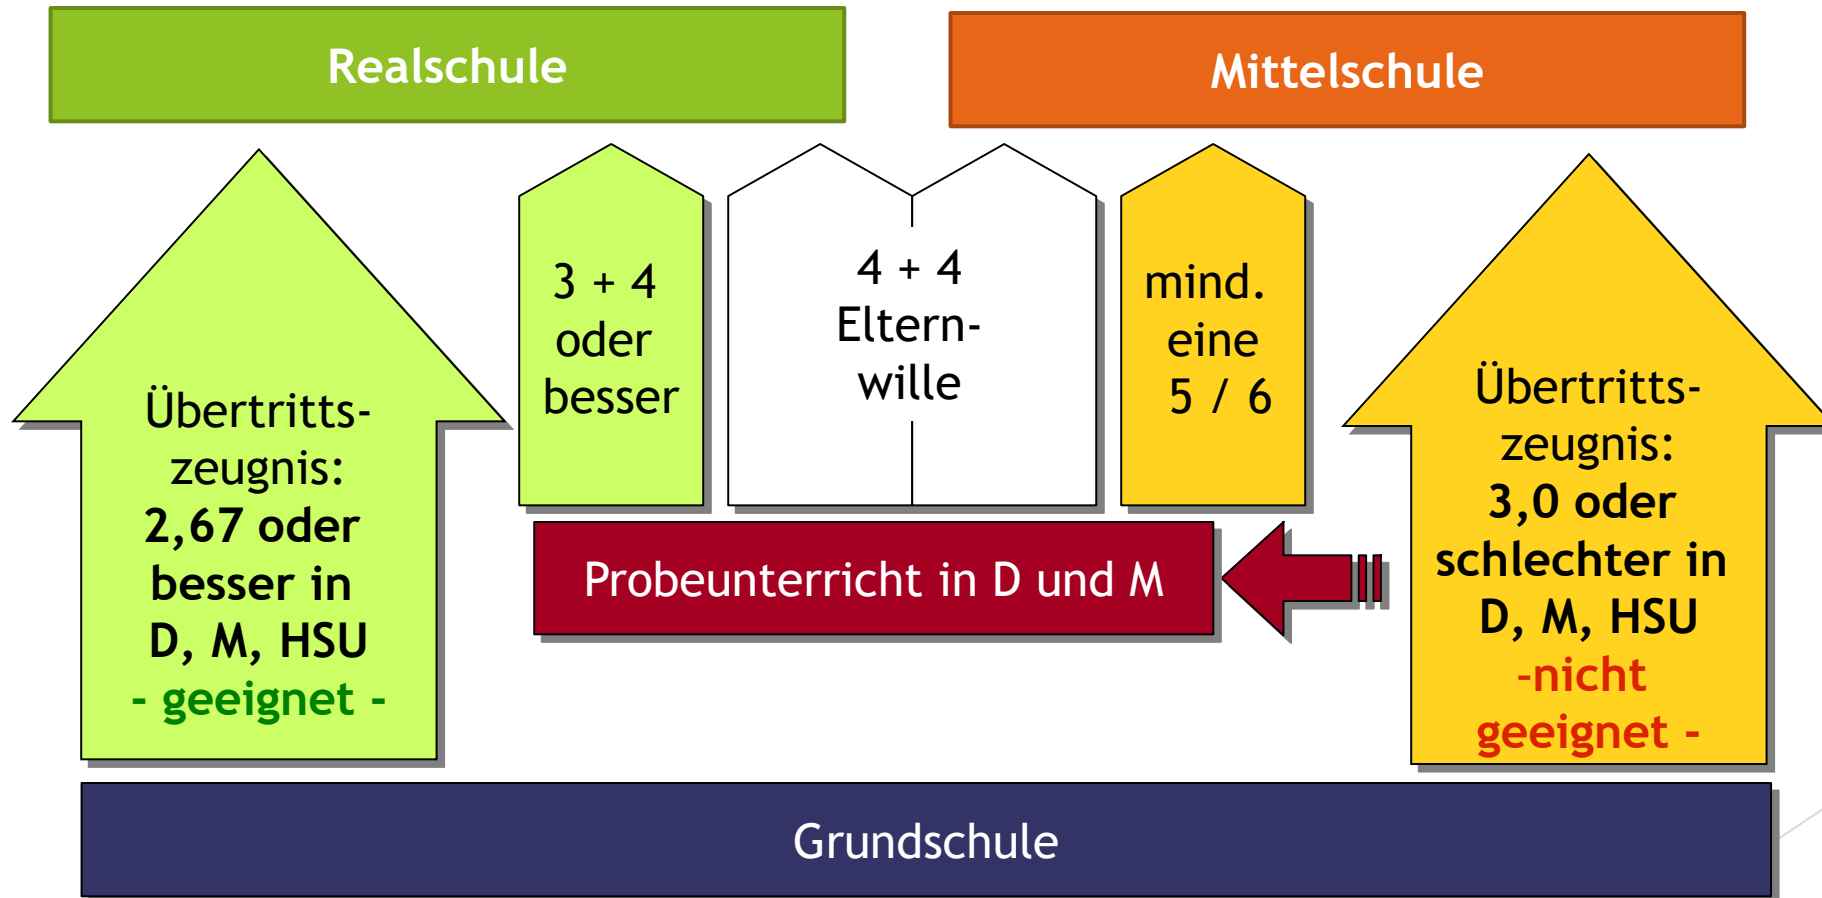 Realschule
Mittelschule
Übertritts-
zeugnis:
2,67 oder
besser in
D, M, HSU
- geeignet -
3 + 4
oder
besser
4 + 4
Eltern-
wille
mind.
eine
5 / 6
Übertritts-
zeugnis:
3,0 oder
schlechter in
D, M, HSU
-nicht
geeignet -
Probeunterricht in D und M
Grundschule